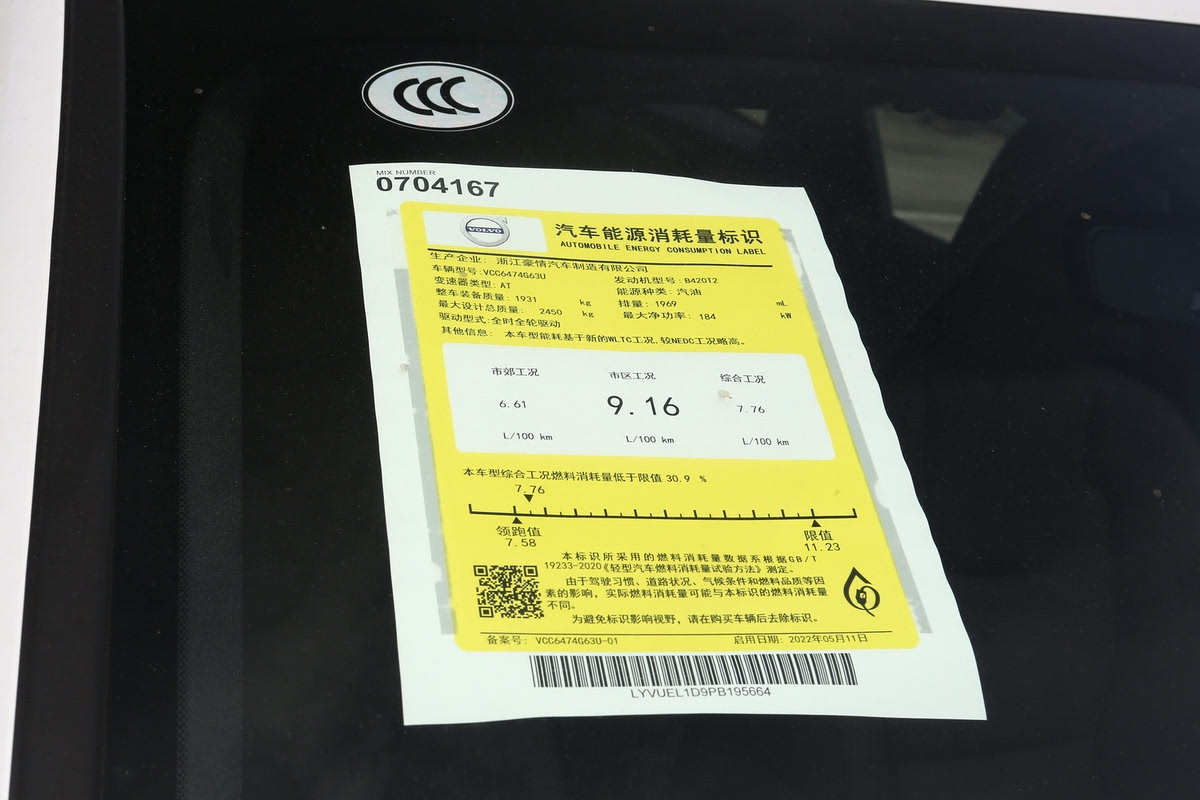 CCC
MIX NUMBER
0704167
VOLVO
汽车能源消耗量标识
AUTOMOBILE ENERGY CONSUMPTION LABEL
生产企业: 浙江豪情汽车制造有限公司
车辆型号:VCC6474G63U 发动机型号: B420T2
变速器类型: AT 能源种类: 汽油
整车装备质量: 1931 kg 排量: 1969 mL
最大设计总质量: 2450 kg 最大净功率: 184 kW
驱动型式:全时全轮驱动
其他信息: 本车型能耗基于新的WLTC工况,较NEDC工况略高。
市郊工况 市区工况 综合工况
6.61 9.16 7.76
L/100 km L/100 km L/100 km
本车型综合工况燃料消耗量低于限值 30.9 %
7.76
领跑值 限值
7.58 11.23
本标识所采用的燃料消耗量数据系根据GB/T
19233-2020《轻型汽车燃料消耗量试验方法》测定。
由于驾驶习惯、道路状况、气候条件和燃料品质等因
素的影响,实际燃料消耗量可能与本标识的燃料消耗量
不同。
为避免标识影响视野,请在购买车辆后去除标识。
备案号: VCC6474G63U-01 启用日期: 2022年05月11日
LYVUEL1D9PB195664